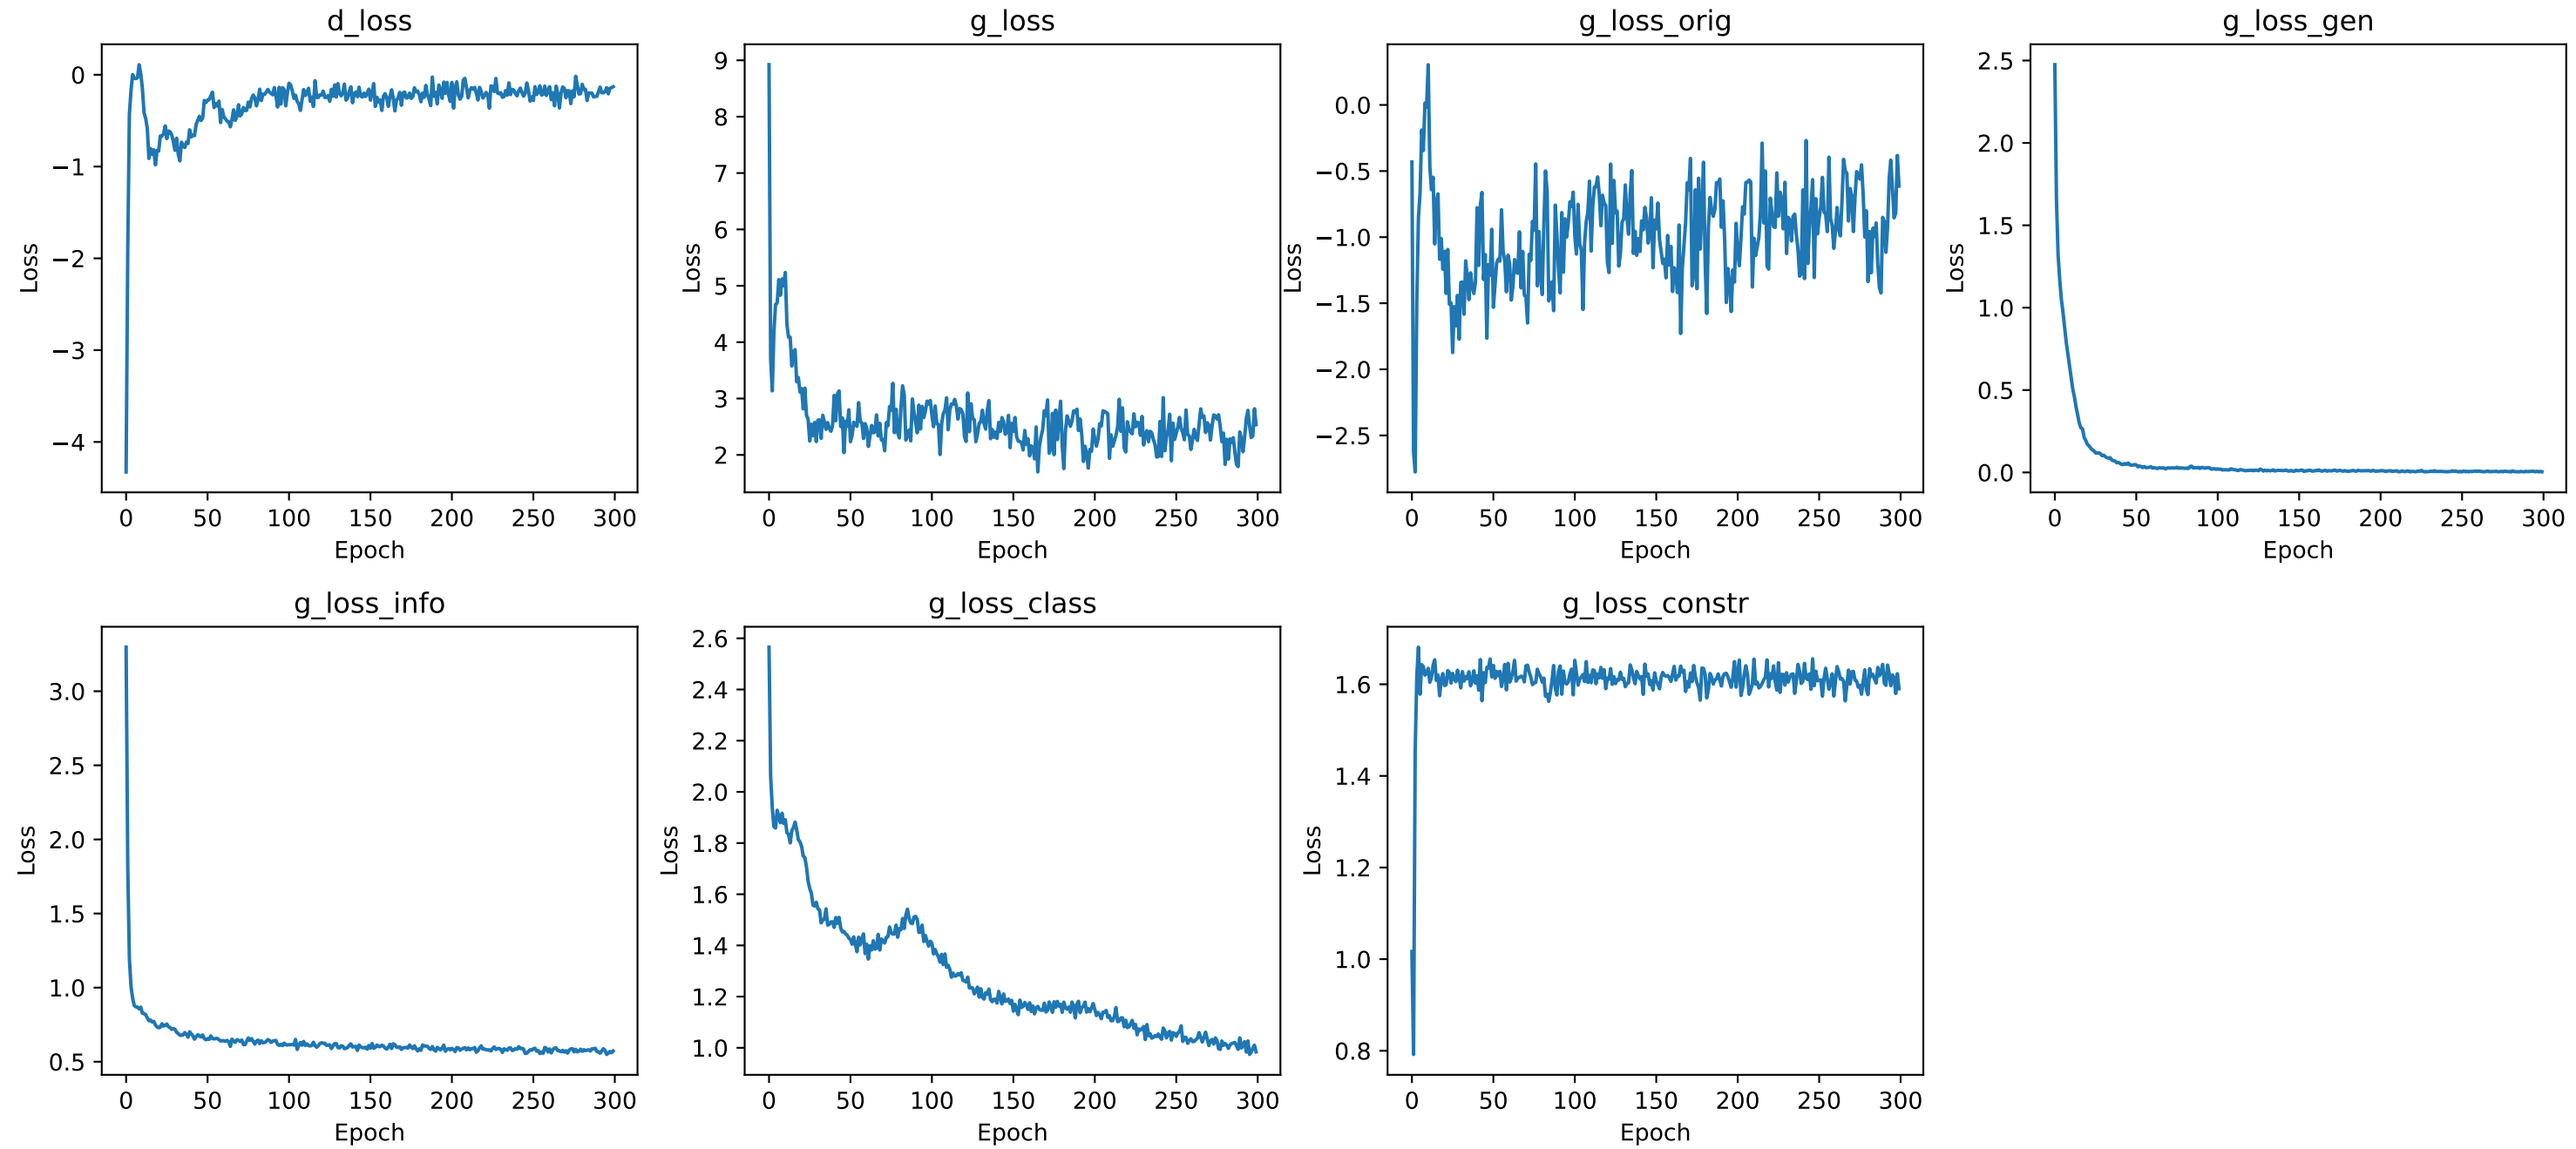 d_loss
0
−1
−2
−3
−4
Loss
0 50 100 150 200 250 300
Epoch
g_loss
9
8
7
6
5
4
3
2
Loss
0 50 100 150 200 250 300
Epoch
g_loss_orig
0.0
−0.5
−1.0
−1.5
−2.0
−2.5
Loss
0 50 100 150 200 250 300
Epoch
g_loss_gen
2.5
2.0
1.5
1.0
0.5
0.0
Loss
0 50 100 150 200 250 300
Epoch
g_loss_info
3.0
2.5
2.0
1.5
1.0
0.5
Loss
0 50 100 150 200 250 300
Epoch
g_loss_class
2.6
2.4
2.2
2.0
1.8
1.6
1.4
1.2
1.0
Loss
0 50 100 150 200 250 300
Epoch
g_loss_constr
1.6
1.4
1.2
1.0
0.8
Loss
0 50 100 150 200 250 300
Epoch